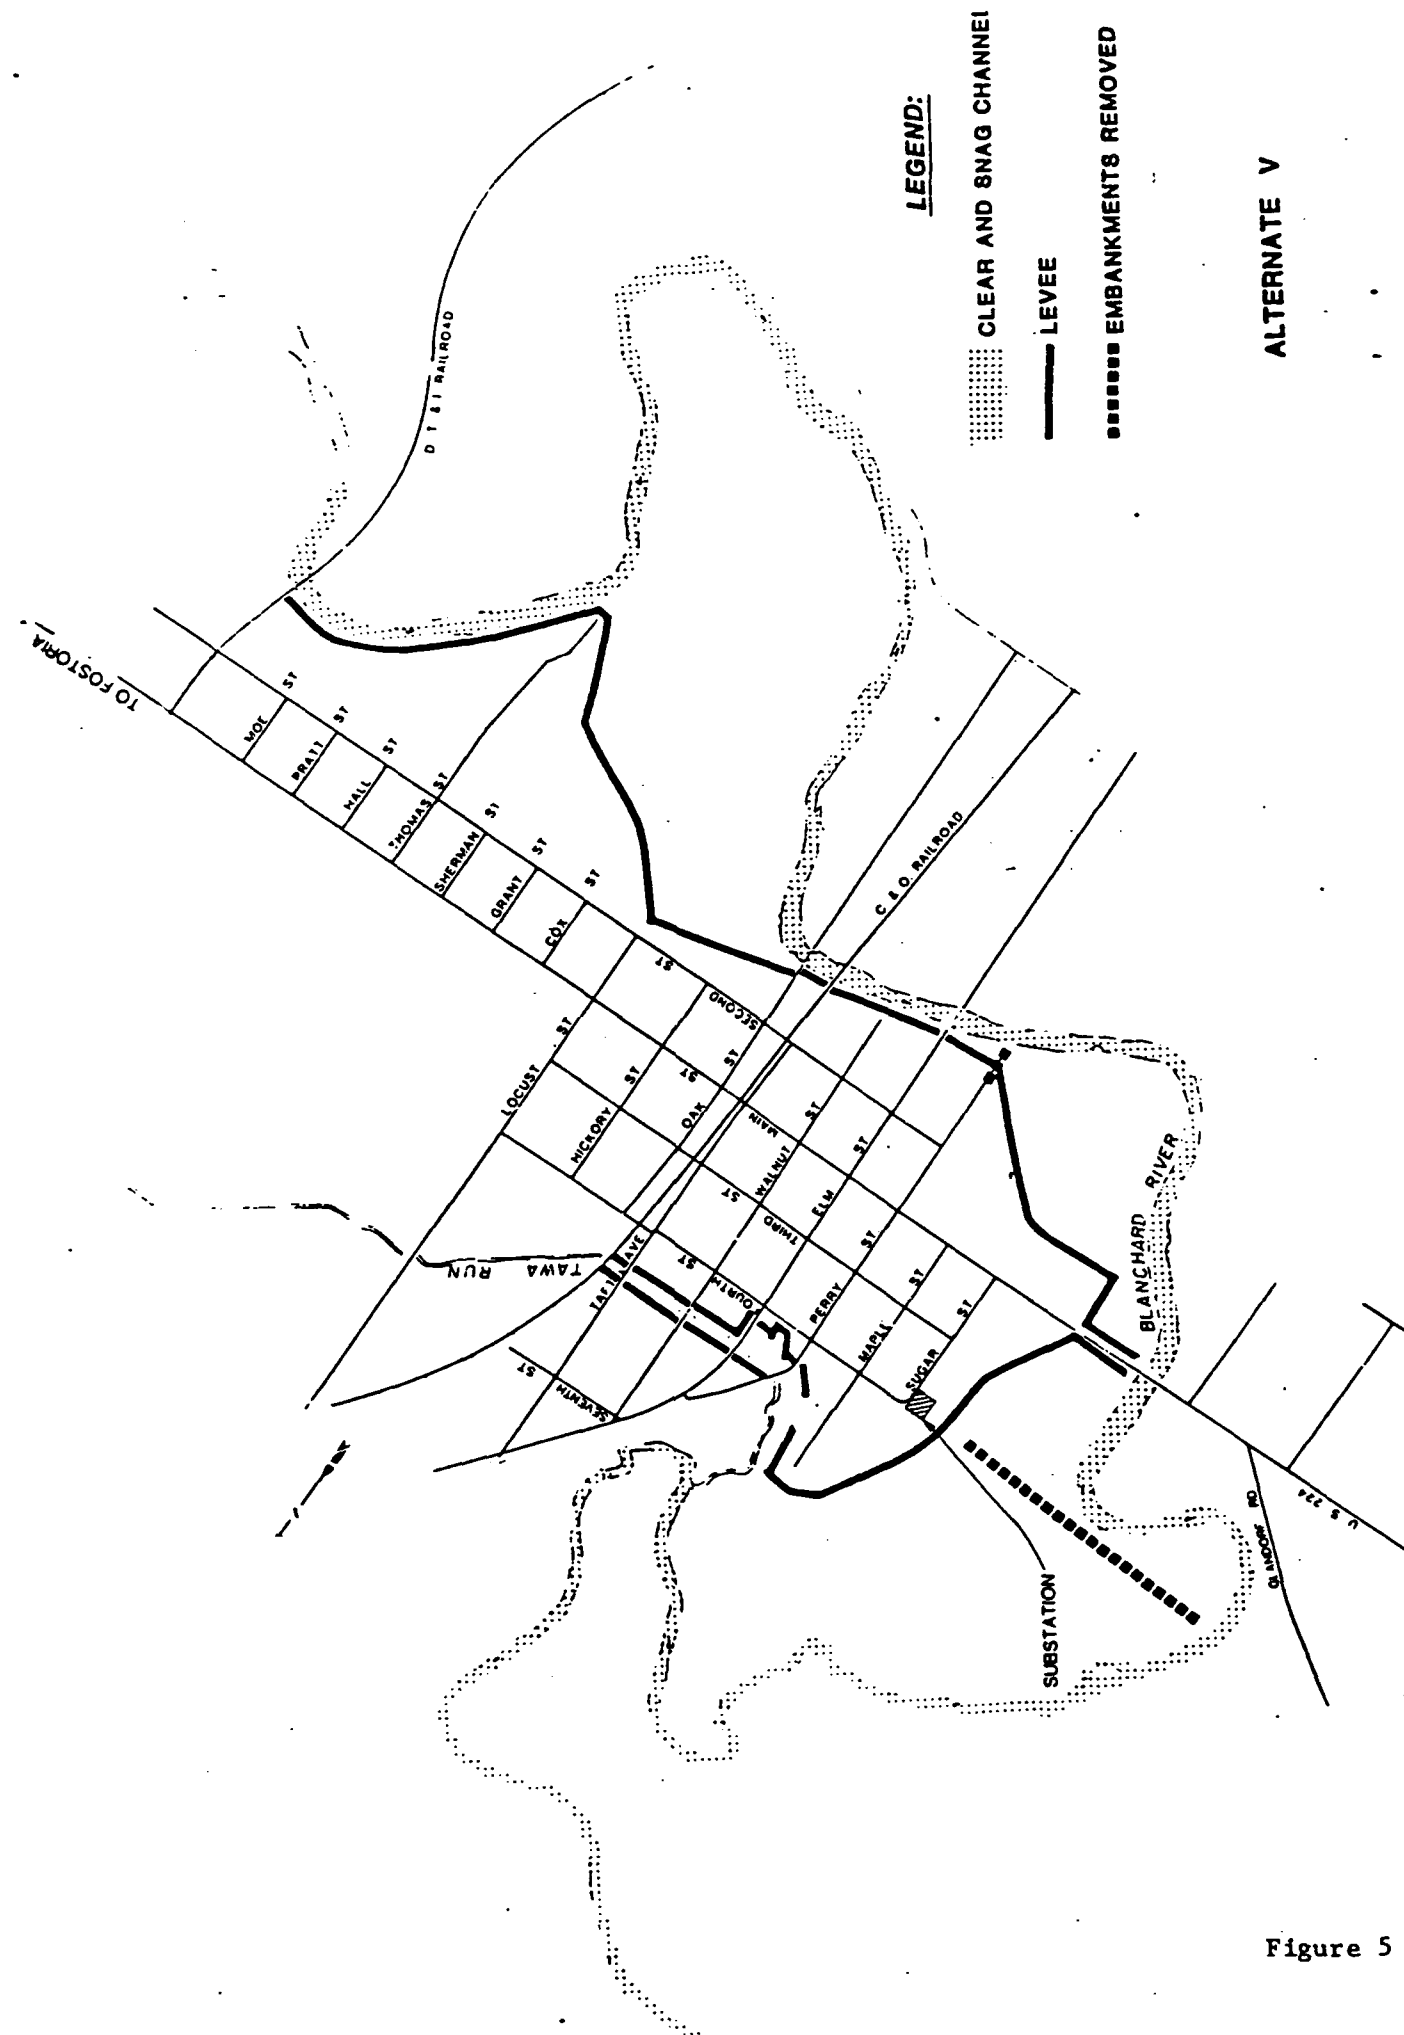 LEGEND:
CLEAR AND SNAG CHANNEL
LEVEE
EMBANKMENTS REMOVED
ALTERNATE V
TO FOSTORIA
D T & I RAILROAD
MOE ST
PRATT ST
HALL ST
THOMAS ST
SHERMAN ST
GRANT ST
COX ST
LOCUST ST
HICKORY ST
OAK ST
SECOND ST
MAIN ST
WALNUT ST
THIRD ST
ELM ST
FOURTH ST
PERRY ST
MAPLE ST
SUGAR ST
TAFT AVE
TAWA RUN
SEVENTH ST
C & O RAILROAD
BLANCHARD RIVER
SUBSTATION
GLANDORF RD
U S 224
Figure 5